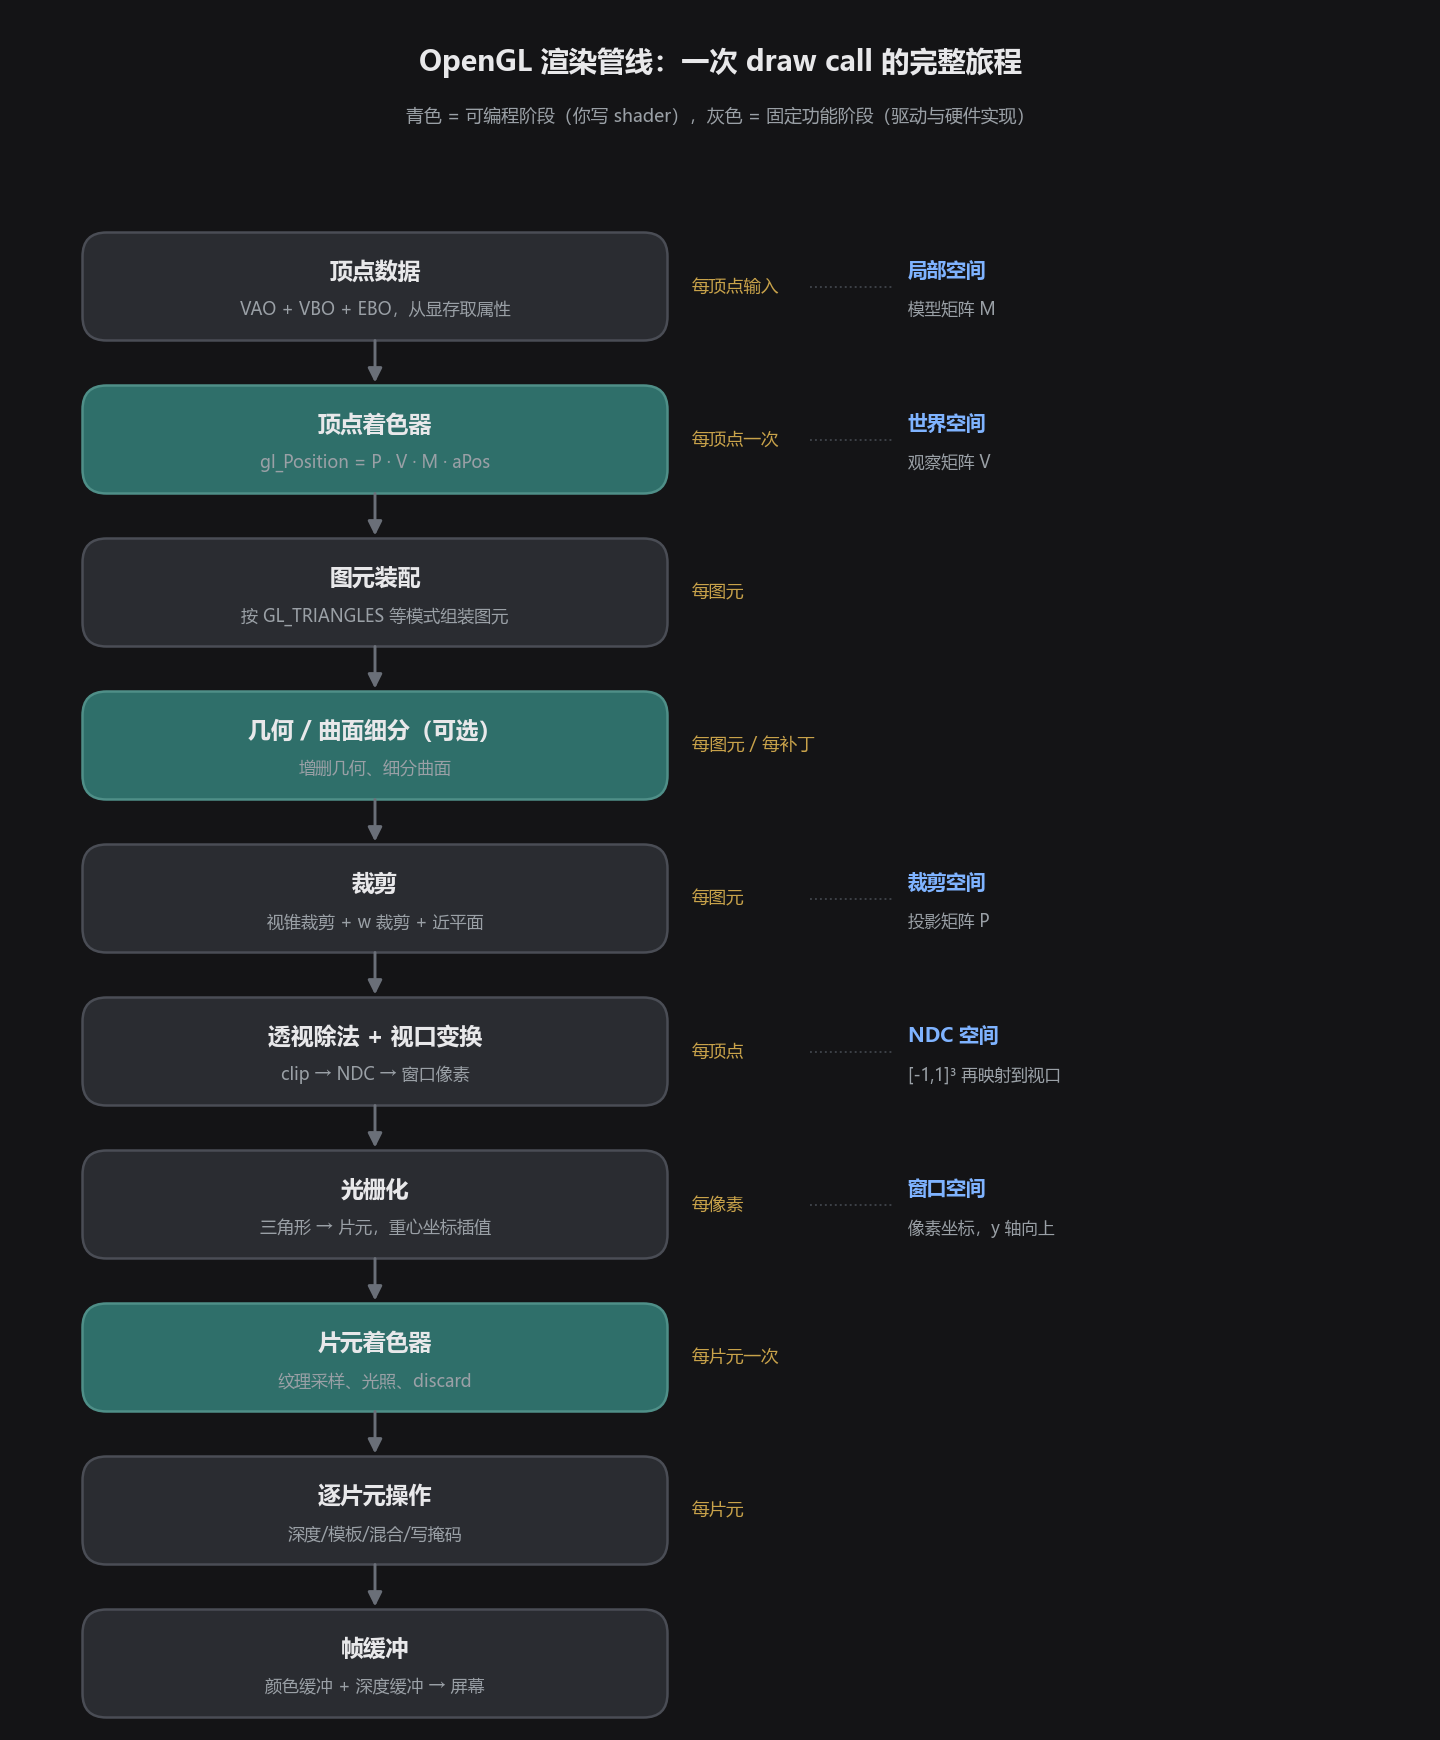 OpenGL 渲染管线：一次 draw call 的完整旅程
青色 = 可编程阶段（你写 shader），灰色 = 固定功能阶段（驱动与硬件实现）
顶点数据
VAO + VBO + EBO，从显存取属性
每顶点输入
局部空间
模型矩阵 M
顶点着色器
gl_Position = P · V · M · aPos
每顶点一次
世界空间
观察矩阵 V
图元装配
按 GL_TRIANGLES 等模式组装图元
每图元
几何 / 曲面细分（可选）
增删几何、细分曲面
每图元 / 每补丁
裁剪
视锥裁剪 + w 裁剪 + 近平面
每图元
裁剪空间
投影矩阵 P
透视除法 + 视口变换
clip → NDC → 窗口像素
每顶点
NDC 空间
[-1,1]³ 再映射到视口
光栅化
三角形 → 片元，重心坐标插值
每像素
窗口空间
像素坐标，y 轴向上
片元着色器
纹理采样、光照、discard
每片元一次
逐片元操作
深度/模板/混合/写掩码
每片元
帧缓冲
颜色缓冲 + 深度缓冲 → 屏幕